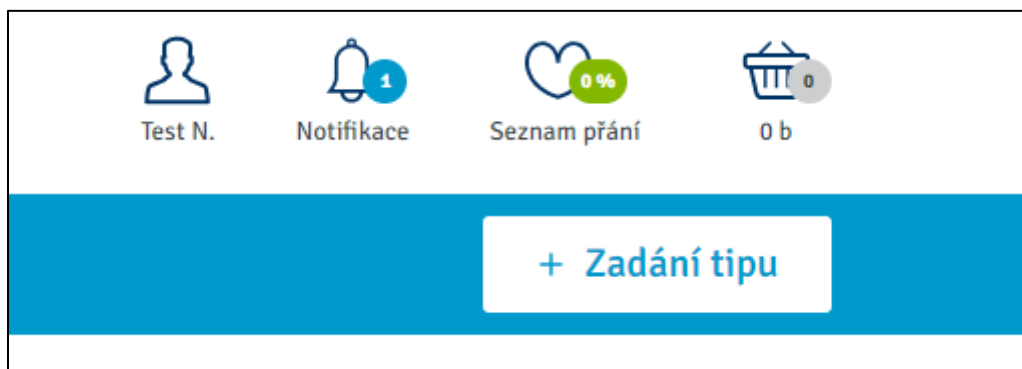 1
0 %
0
Test N.
Notifikace
Seznam přání
0 b
+ Zadání tipu